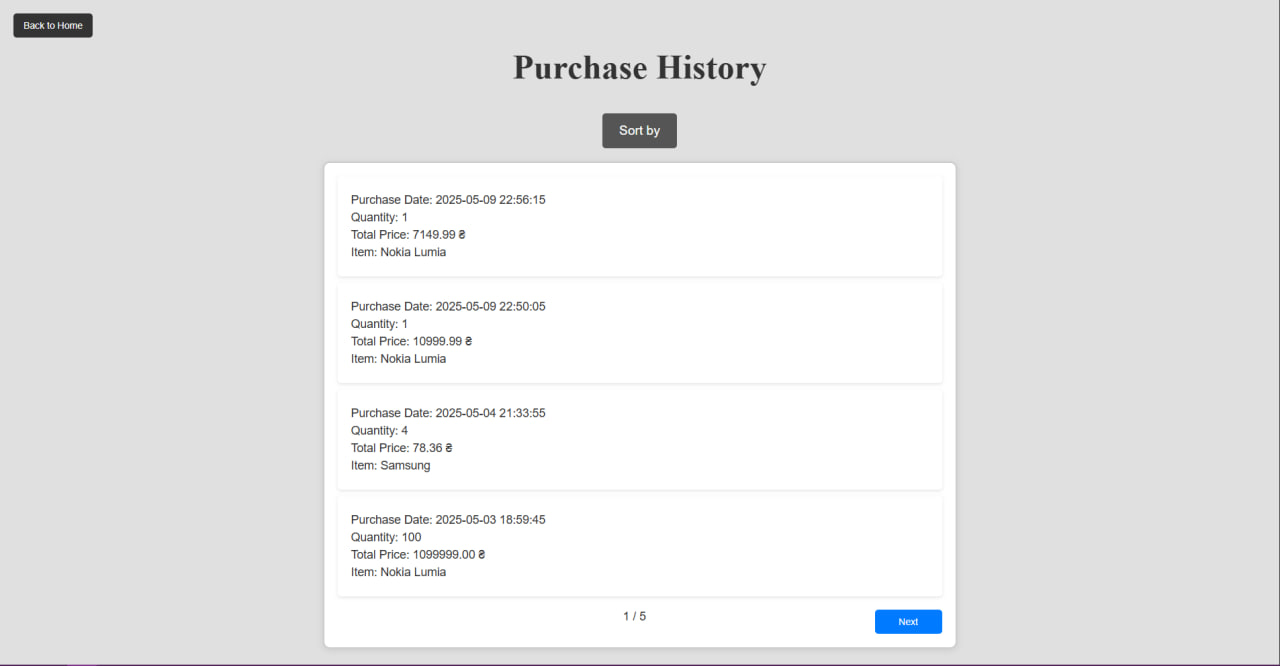 Back to Home
Purchase History
Sort by
Purchase Date: 2025-05-09 22:56:15
Quantity: 1
Total Price: 7149.99 ₴
Item: Nokia Lumia
Purchase Date: 2025-05-09 22:50:05
Quantity: 1
Total Price: 10999.99 ₴
Item: Nokia Lumia
Purchase Date: 2025-05-04 21:33:55
Quantity: 4
Total Price: 78.36 ₴
Item: Samsung
Purchase Date: 2025-05-03 18:59:45
Quantity: 100
Total Price: 1099999.00 ₴
Item: Nokia Lumia
1 / 5
Next